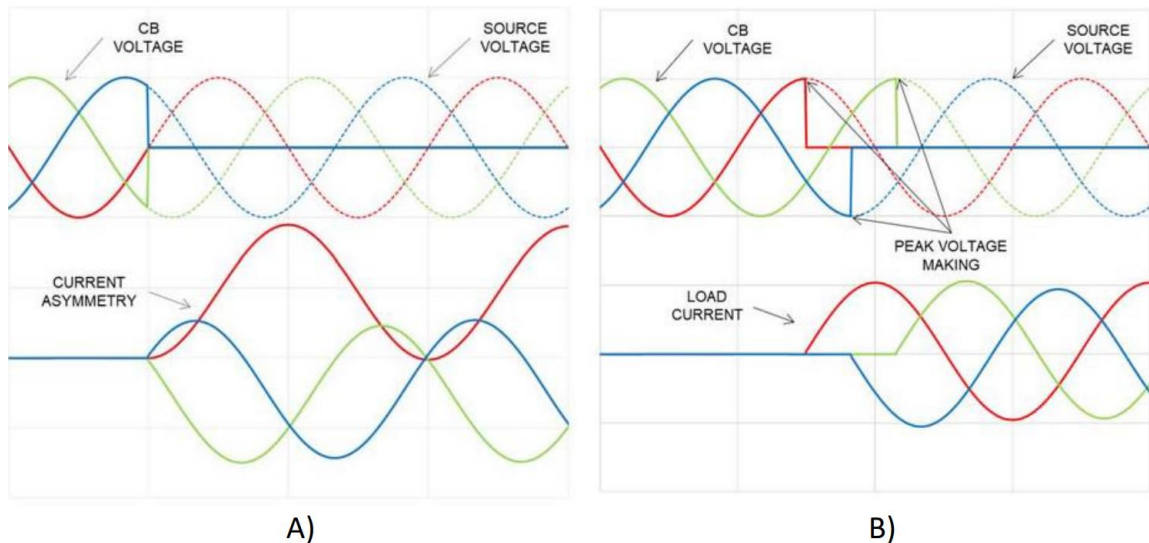 CB
VOLTAGE
SOURCE
VOLTAGE
CURRENT
ASYMMETRY
A)
CB
VOLTAGE
SOURCE
VOLTAGE
PEAK VOLTAGE
MAKING
LOAD
CURRENT
B)